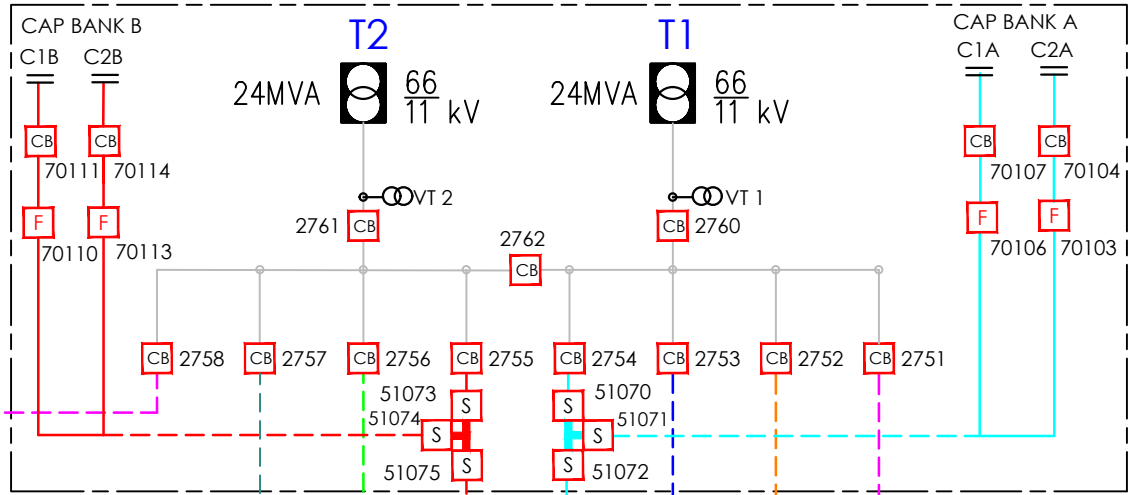 CAP BANK B
C1B C2B
T2
24MVA 66/11 kV
T1
24MVA 66/11 kV
CAP BANK A
C1A C2A
CB CB
70111 70114
F F
70110 70113
VT 2
2761 CB
VT 1
CB 2760
2762
CB
CB CB
70107 70104
F F
70106 70103
CB 2758 CB 2757 CB 2756 CB 2755 CB 2754 CB 2753 CB 2752 CB 2751
51073 S
S 51070
51074 S
S 51071
51075 S
S 51072